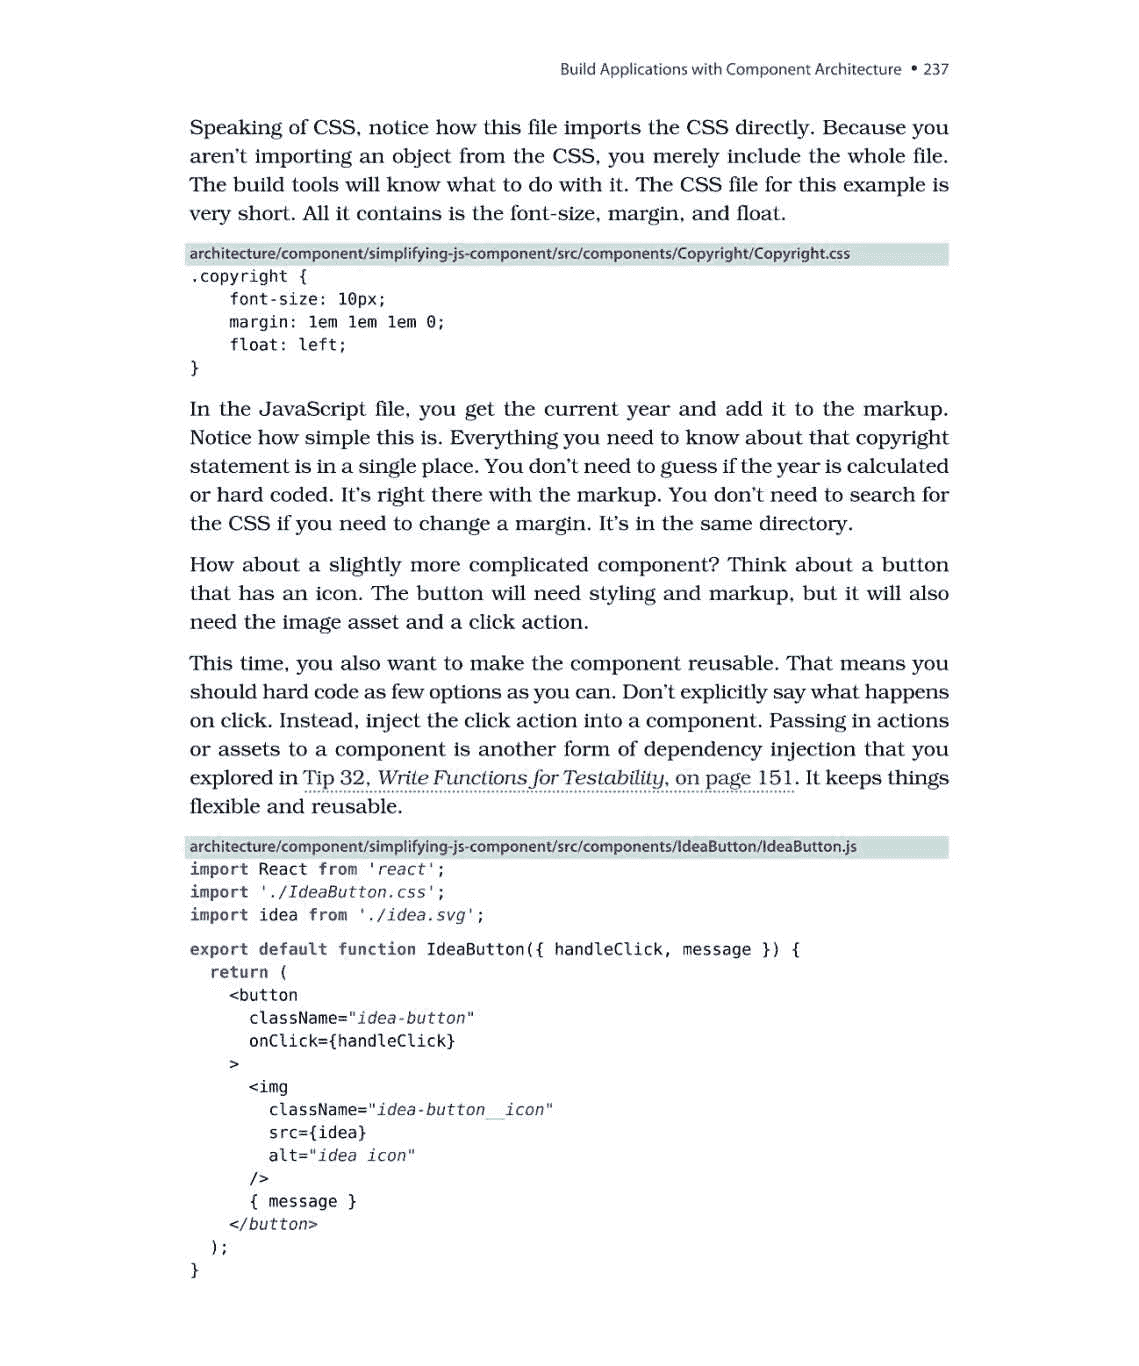 Build Applications with Component Architecture • 237
Speaking of CSS, notice how this file imports the CSS directly. Because you
aren't importing an object from the CSS, you merely include the whole file.
The build tools will know what to do with it. The CSS file for this example is
very short. All it contains is the font-size, margin, and float.
architecture/component/simplifying-js-component/src/components/Copyright/Copyright.css
.copyright {
    font-size: 10px;
    margin: 1em 1em 1em 0;
    float: left;
}
In the JavaScript file, you get the current year and add it to the markup.
Notice how simple this is. Everything you need to know about that copyright
statement is in a single place. You don't need to guess if the year is calculated
or hard coded. It's right there with the markup. You don't need to search for
the CSS if you need to change a margin. It's in the same directory.
How about a slightly more complicated component? Think about a button
that has an icon. The button will need styling and markup, but it will also
need the image asset and a click action.
This time, you also want to make the component reusable. That means you
should hard code as few options as you can. Don't explicitly say what happens
on click. Instead, inject the click action into a component. Passing in actions
or assets to a component is another form of dependency injection that you
explored in Tip 32, Write Functions for Testability, on page 151. It keeps things
flexible and reusable.
architecture/component/simplifying-js-component/src/components/IdeaButton/IdeaButton.js
import React from 'react';
import './IdeaButton.css';
import idea from './idea.svg';
export default function IdeaButton({ handleClick, message }) {
  return (
    <button
      className="idea-button"
      onClick={handleClick}
    >
      <img
        className="idea-button__icon"
        src={idea}
        alt="idea icon"
      />
      { message }
    </button>
  );
}